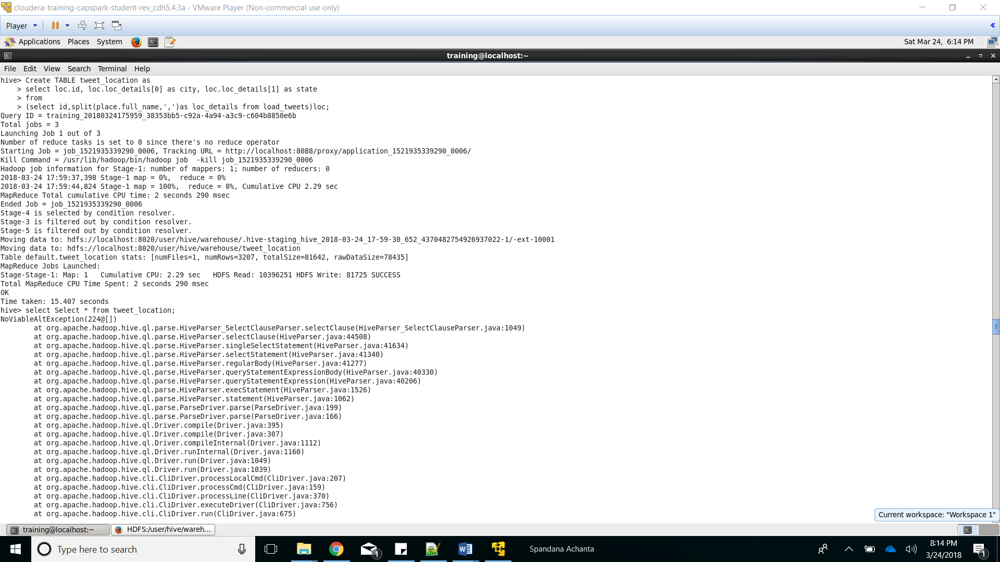 cloudera-training-capspark-student-rev_cdh5.4.3a - VMware Player (Non-commercial use only)
Player
Applications Places System
Sat Mar 24, 6:14 PM
training@localhost:~
File Edit View Search Terminal Help
hive> Create TABLE tweet_location as
    > select loc.id, loc.loc_details[0] as city, loc.loc_details[1] as state
    > from
    > (select id,split(place.full_name,',')as loc_details from load_tweets)loc;
Query ID = training_20180324175959_38353bb5-c92a-4a94-a3c9-c604b8850e6b
Total jobs = 3
Launching Job 1 out of 3
Number of reduce tasks is set to 0 since there's no reduce operator
Starting Job = job_1521935339290_0006, Tracking URL = http://localhost:8088/proxy/application_1521935339290_0006/
Kill Command = /usr/lib/hadoop/bin/hadoop job  -kill job_1521935339290_0006
Hadoop job information for Stage-1: number of mappers: 1; number of reducers: 0
2018-03-24 17:59:37,398 Stage-1 map = 0%,  reduce = 0%
2018-03-24 17:59:44,824 Stage-1 map = 100%,  reduce = 0%, Cumulative CPU 2.29 sec
MapReduce Total cumulative CPU time: 2 seconds 290 msec
Ended Job = job_1521935339290_0006
Stage-4 is selected by condition resolver.
Stage-3 is filtered out by condition resolver.
Stage-5 is filtered out by condition resolver.
Moving data to: hdfs://localhost:8020/user/hive/warehouse/.hive-staging_hive_2018-03-24_17-59-30_652_4370482754926937022-1/-ext-10001
Moving data to: hdfs://localhost:8020/user/hive/warehouse/tweet_location
Table default.tweet_location stats: [numFiles=1, numRows=3207, totalSize=81642, rawDataSize=78435]
MapReduce Jobs Launched:
Stage-Stage-1: Map: 1   Cumulative CPU: 2.29 sec   HDFS Read: 10396251 HDFS Write: 81725 SUCCESS
Total MapReduce CPU Time Spent: 2 seconds 290 msec
OK
Time taken: 15.407 seconds
hive> select Select * from tweet_location;
NoViableAltException(224@[])
        at org.apache.hadoop.hive.ql.parse.HiveParser_SelectClauseParser.selectClause(HiveParser_SelectClauseParser.java:1049)
        at org.apache.hadoop.hive.ql.parse.HiveParser.selectClause(HiveParser.java:44508)
        at org.apache.hadoop.hive.ql.parse.HiveParser.singleSelectStatement(HiveParser.java:41634)
        at org.apache.hadoop.hive.ql.parse.HiveParser.selectStatement(HiveParser.java:41340)
        at org.apache.hadoop.hive.ql.parse.HiveParser.regularBody(HiveParser.java:41277)
        at org.apache.hadoop.hive.ql.parse.HiveParser.queryStatementExpressionBody(HiveParser.java:40330)
        at org.apache.hadoop.hive.ql.parse.HiveParser.queryStatementExpression(HiveParser.java:40206)
        at org.apache.hadoop.hive.ql.parse.HiveParser.execStatement(HiveParser.java:1526)
        at org.apache.hadoop.hive.ql.parse.HiveParser.statement(HiveParser.java:1062)
        at org.apache.hadoop.hive.ql.parse.ParseDriver.parse(ParseDriver.java:199)
        at org.apache.hadoop.hive.ql.parse.ParseDriver.parse(ParseDriver.java:166)
        at org.apache.hadoop.hive.ql.Driver.compile(Driver.java:395)
        at org.apache.hadoop.hive.ql.Driver.compile(Driver.java:307)
        at org.apache.hadoop.hive.ql.Driver.compileInternal(Driver.java:1112)
        at org.apache.hadoop.hive.ql.Driver.runInternal(Driver.java:1160)
        at org.apache.hadoop.hive.ql.Driver.run(Driver.java:1049)
        at org.apache.hadoop.hive.ql.Driver.run(Driver.java:1039)
        at org.apache.hadoop.hive.cli.CliDriver.processLocalCmd(CliDriver.java:207)
        at org.apache.hadoop.hive.cli.CliDriver.processCmd(CliDriver.java:159)
        at org.apache.hadoop.hive.cli.CliDriver.processLine(CliDriver.java:370)
        at org.apache.hadoop.hive.cli.CliDriver.executeDriver(CliDriver.java:756)
        at org.apache.hadoop.hive.cli.CliDriver.run(CliDriver.java:675)
Current workspace: "Workspace 1"
training@localhost:~
HDFS:/user/hive/wareh...
Type here to search
1
Spandana Achanta
8:14 PM
3/24/2018
1